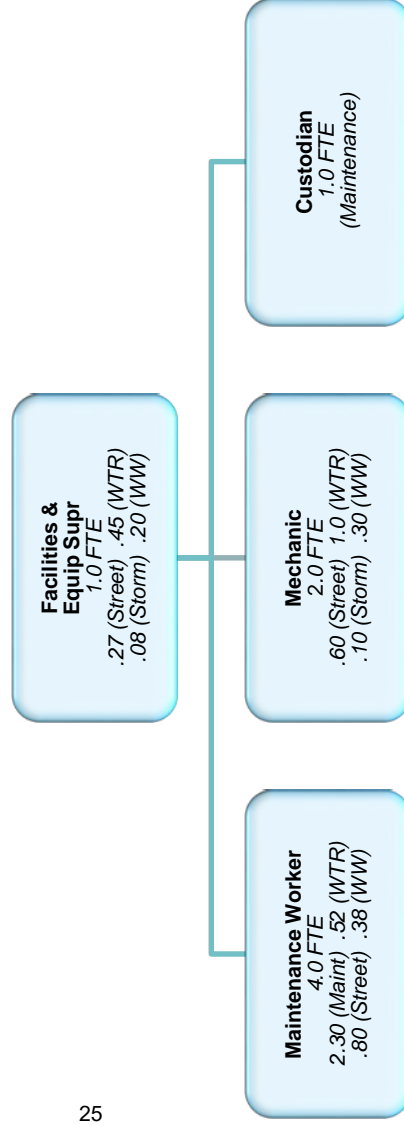 Facilities &
Equip Supr
1.0 FTE
.27 (Street) .45 (WTR)
.08 (Storm) .20 (WW)
Maintenance Worker
4.0 FTE
2.30 (Maint) .52 (WTR)
.80 (Street) .38 (WW)
Mechanic
2.0 FTE
.60 (Street) 1.0 (WTR)
.10 (Storm) .30 (WW)
Custodian
1.0 FTE
(Maintenance)
25